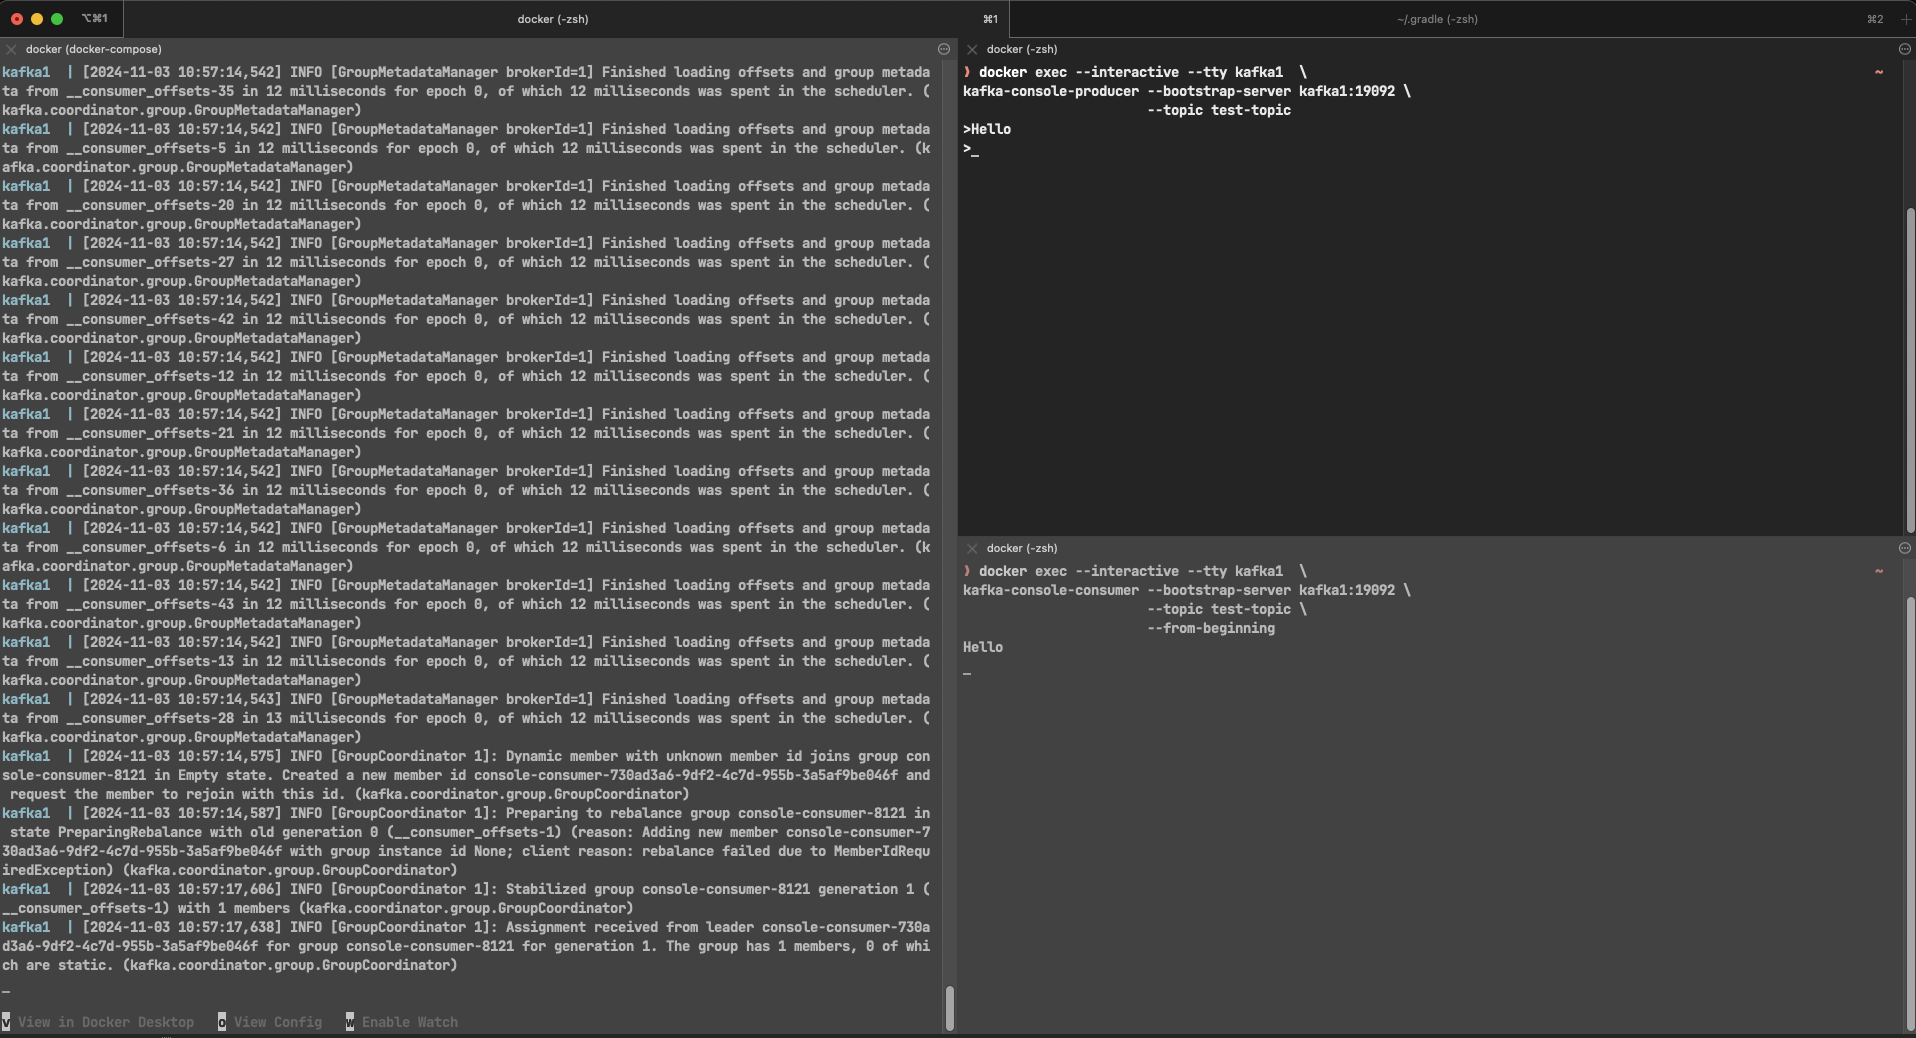 ⌥⌘1
docker (-zsh)
⌘1
~/.gradle (-zsh)
⌘2
docker (docker-compose)
kafka1  | [2024-11-03 10:57:14,542] INFO [GroupMetadataManager brokerId=1] Finished loading offsets and group metada
ta from __consumer_offsets-35 in 12 milliseconds for epoch 0, of which 12 milliseconds was spent in the scheduler. (
kafka.coordinator.group.GroupMetadataManager)
kafka1  | [2024-11-03 10:57:14,542] INFO [GroupMetadataManager brokerId=1] Finished loading offsets and group metada
ta from __consumer_offsets-5 in 12 milliseconds for epoch 0, of which 12 milliseconds was spent in the scheduler. (k
afka.coordinator.group.GroupMetadataManager)
kafka1  | [2024-11-03 10:57:14,542] INFO [GroupMetadataManager brokerId=1] Finished loading offsets and group metada
ta from __consumer_offsets-20 in 12 milliseconds for epoch 0, of which 12 milliseconds was spent in the scheduler. (
kafka.coordinator.group.GroupMetadataManager)
kafka1  | [2024-11-03 10:57:14,542] INFO [GroupMetadataManager brokerId=1] Finished loading offsets and group metada
ta from __consumer_offsets-27 in 12 milliseconds for epoch 0, of which 12 milliseconds was spent in the scheduler. (
kafka.coordinator.group.GroupMetadataManager)
kafka1  | [2024-11-03 10:57:14,542] INFO [GroupMetadataManager brokerId=1] Finished loading offsets and group metada
ta from __consumer_offsets-42 in 12 milliseconds for epoch 0, of which 12 milliseconds was spent in the scheduler. (
kafka.coordinator.group.GroupMetadataManager)
kafka1  | [2024-11-03 10:57:14,542] INFO [GroupMetadataManager brokerId=1] Finished loading offsets and group metada
ta from __consumer_offsets-12 in 12 milliseconds for epoch 0, of which 12 milliseconds was spent in the scheduler. (
kafka.coordinator.group.GroupMetadataManager)
kafka1  | [2024-11-03 10:57:14,542] INFO [GroupMetadataManager brokerId=1] Finished loading offsets and group metada
ta from __consumer_offsets-21 in 12 milliseconds for epoch 0, of which 12 milliseconds was spent in the scheduler. (
kafka.coordinator.group.GroupMetadataManager)
kafka1  | [2024-11-03 10:57:14,542] INFO [GroupMetadataManager brokerId=1] Finished loading offsets and group metada
ta from __consumer_offsets-36 in 12 milliseconds for epoch 0, of which 12 milliseconds was spent in the scheduler. (
kafka.coordinator.group.GroupMetadataManager)
kafka1  | [2024-11-03 10:57:14,542] INFO [GroupMetadataManager brokerId=1] Finished loading offsets and group metada
ta from __consumer_offsets-6 in 12 milliseconds for epoch 0, of which 12 milliseconds was spent in the scheduler. (k
afka.coordinator.group.GroupMetadataManager)
kafka1  | [2024-11-03 10:57:14,542] INFO [GroupMetadataManager brokerId=1] Finished loading offsets and group metada
ta from __consumer_offsets-43 in 12 milliseconds for epoch 0, of which 12 milliseconds was spent in the scheduler. (
kafka.coordinator.group.GroupMetadataManager)
kafka1  | [2024-11-03 10:57:14,542] INFO [GroupMetadataManager brokerId=1] Finished loading offsets and group metada
ta from __consumer_offsets-13 in 12 milliseconds for epoch 0, of which 12 milliseconds was spent in the scheduler. (
kafka.coordinator.group.GroupMetadataManager)
kafka1  | [2024-11-03 10:57:14,543] INFO [GroupMetadataManager brokerId=1] Finished loading offsets and group metada
ta from __consumer_offsets-28 in 13 milliseconds for epoch 0, of which 12 milliseconds was spent in the scheduler. (
kafka.coordinator.group.GroupMetadataManager)
kafka1  | [2024-11-03 10:57:14,575] INFO [GroupCoordinator 1]: Dynamic member with unknown member id joins group con
sole-consumer-8121 in Empty state. Created a new member id console-consumer-730ad3a6-9df2-4c7d-955b-3a5af9be046f and
 request the member to rejoin with this id. (kafka.coordinator.group.GroupCoordinator)
kafka1  | [2024-11-03 10:57:14,587] INFO [GroupCoordinator 1]: Preparing to rebalance group console-consumer-8121 in
 state PreparingRebalance with old generation 0 (__consumer_offsets-1) (reason: Adding new member console-consumer-7
30ad3a6-9df2-4c7d-955b-3a5af9be046f with group instance id None; client reason: rebalance failed due to MemberIdRequ
iredException) (kafka.coordinator.group.GroupCoordinator)
kafka1  | [2024-11-03 10:57:17,606] INFO [GroupCoordinator 1]: Stabilized group console-consumer-8121 generation 1 (
__consumer_offsets-1) with 1 members (kafka.coordinator.group.GroupCoordinator)
kafka1  | [2024-11-03 10:57:17,638] INFO [GroupCoordinator 1]: Assignment received from leader console-consumer-730a
d3a6-9df2-4c7d-955b-3a5af9be046f for group console-consumer-8121 for generation 1. The group has 1 members, 0 of whi
ch are static. (kafka.coordinator.group.GroupCoordinator)
v View in Docker Desktop   o View Config   w Enable Watch
docker (-zsh)
❯ docker exec --interactive --tty kafka1  \ ~
kafka-console-producer --bootstrap-server kafka1:19092 \
                       --topic test-topic
>Hello
>_
docker (-zsh)
❯ docker exec --interactive --tty kafka1  \ ~
kafka-console-consumer --bootstrap-server kafka1:19092 \
                       --topic test-topic \
                       --from-beginning
Hello